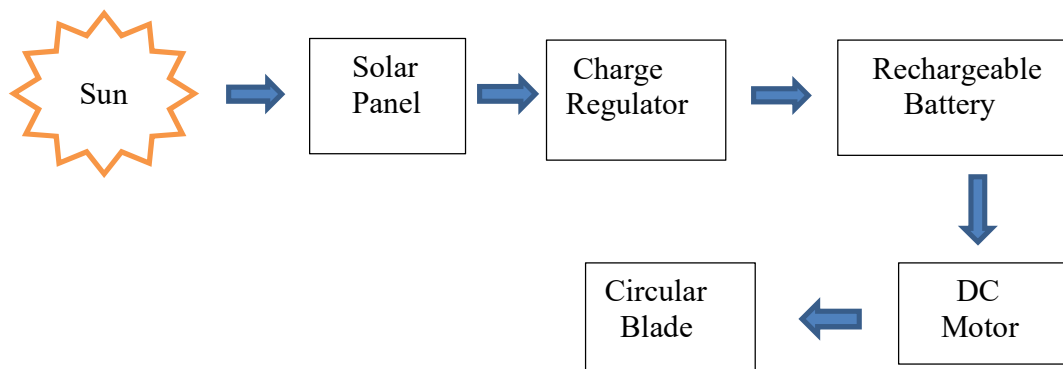 Sun
Solar
Panel
Charge
Regulator
Rechargeable
Battery
DC
Motor
Circular
Blade